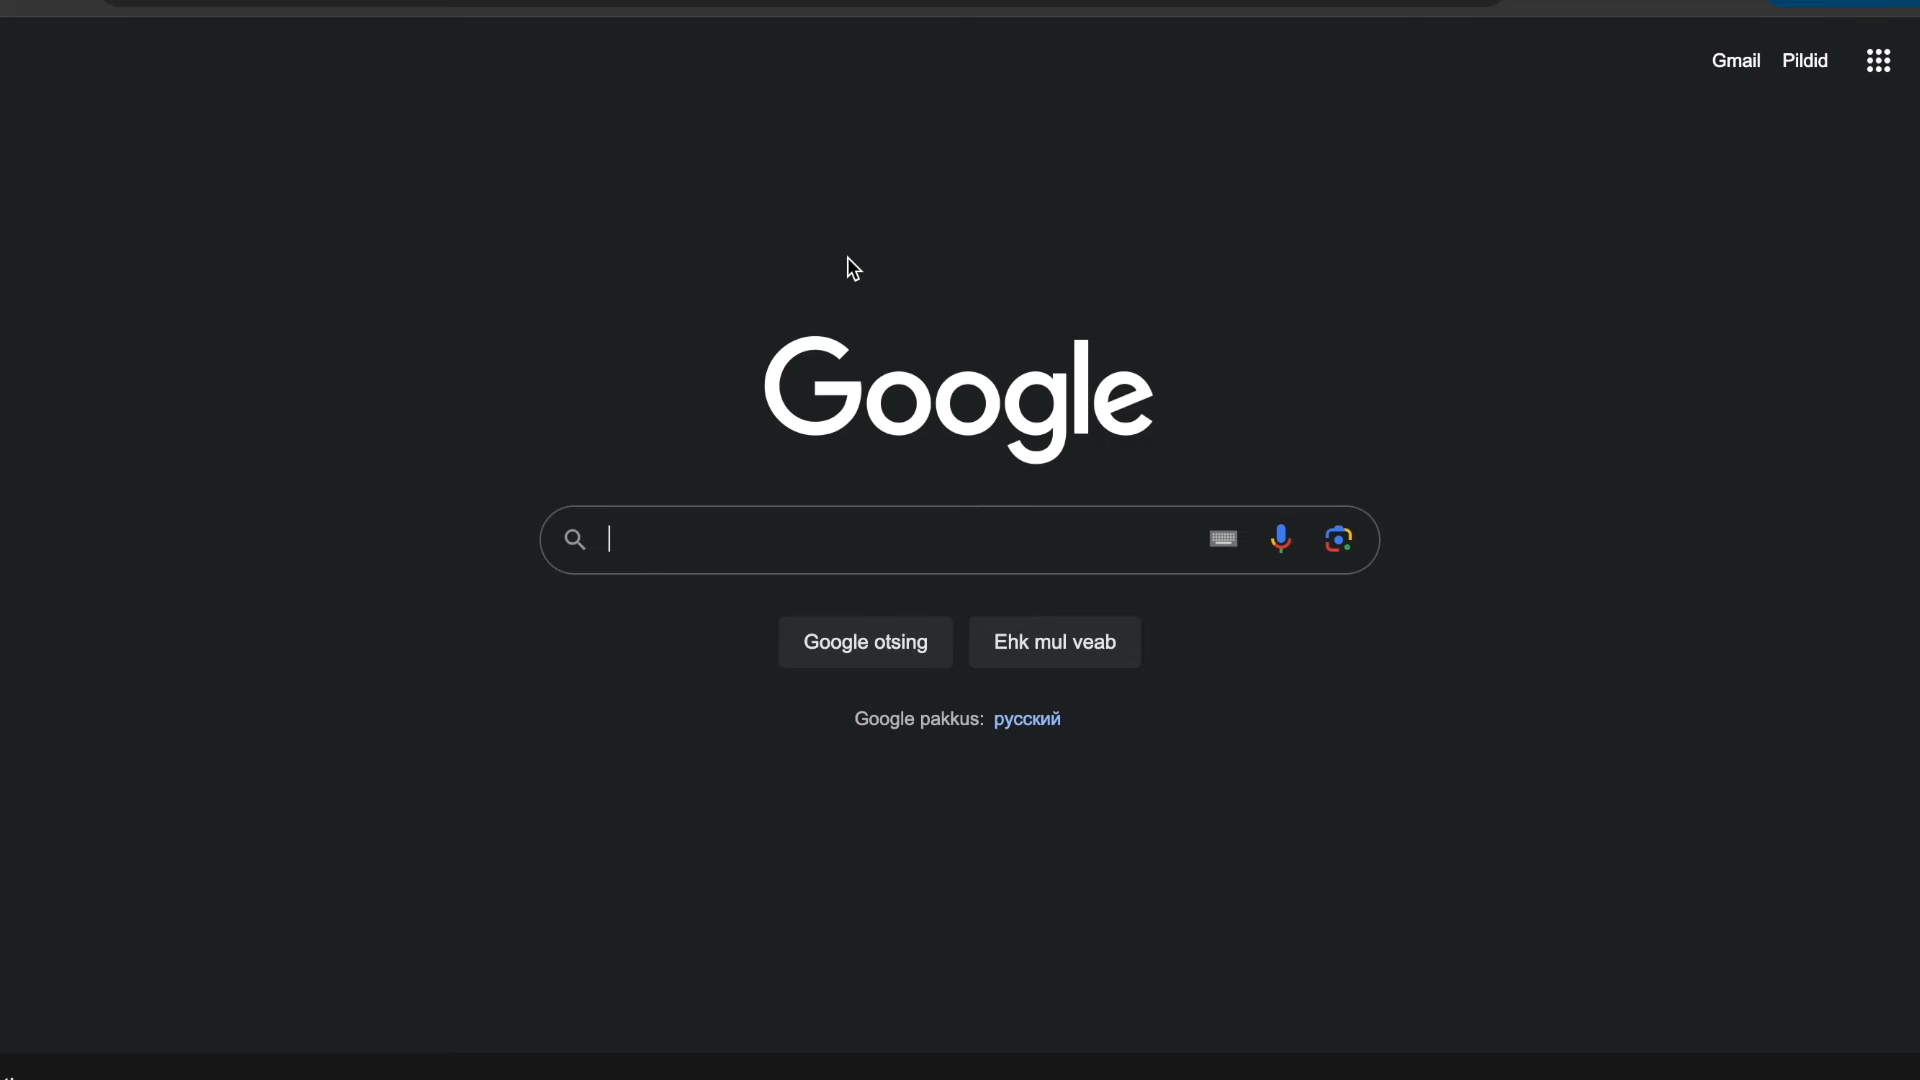 Gmail Pildid
Google
Google otsing Ehk mul veab
Google pakkus: русский